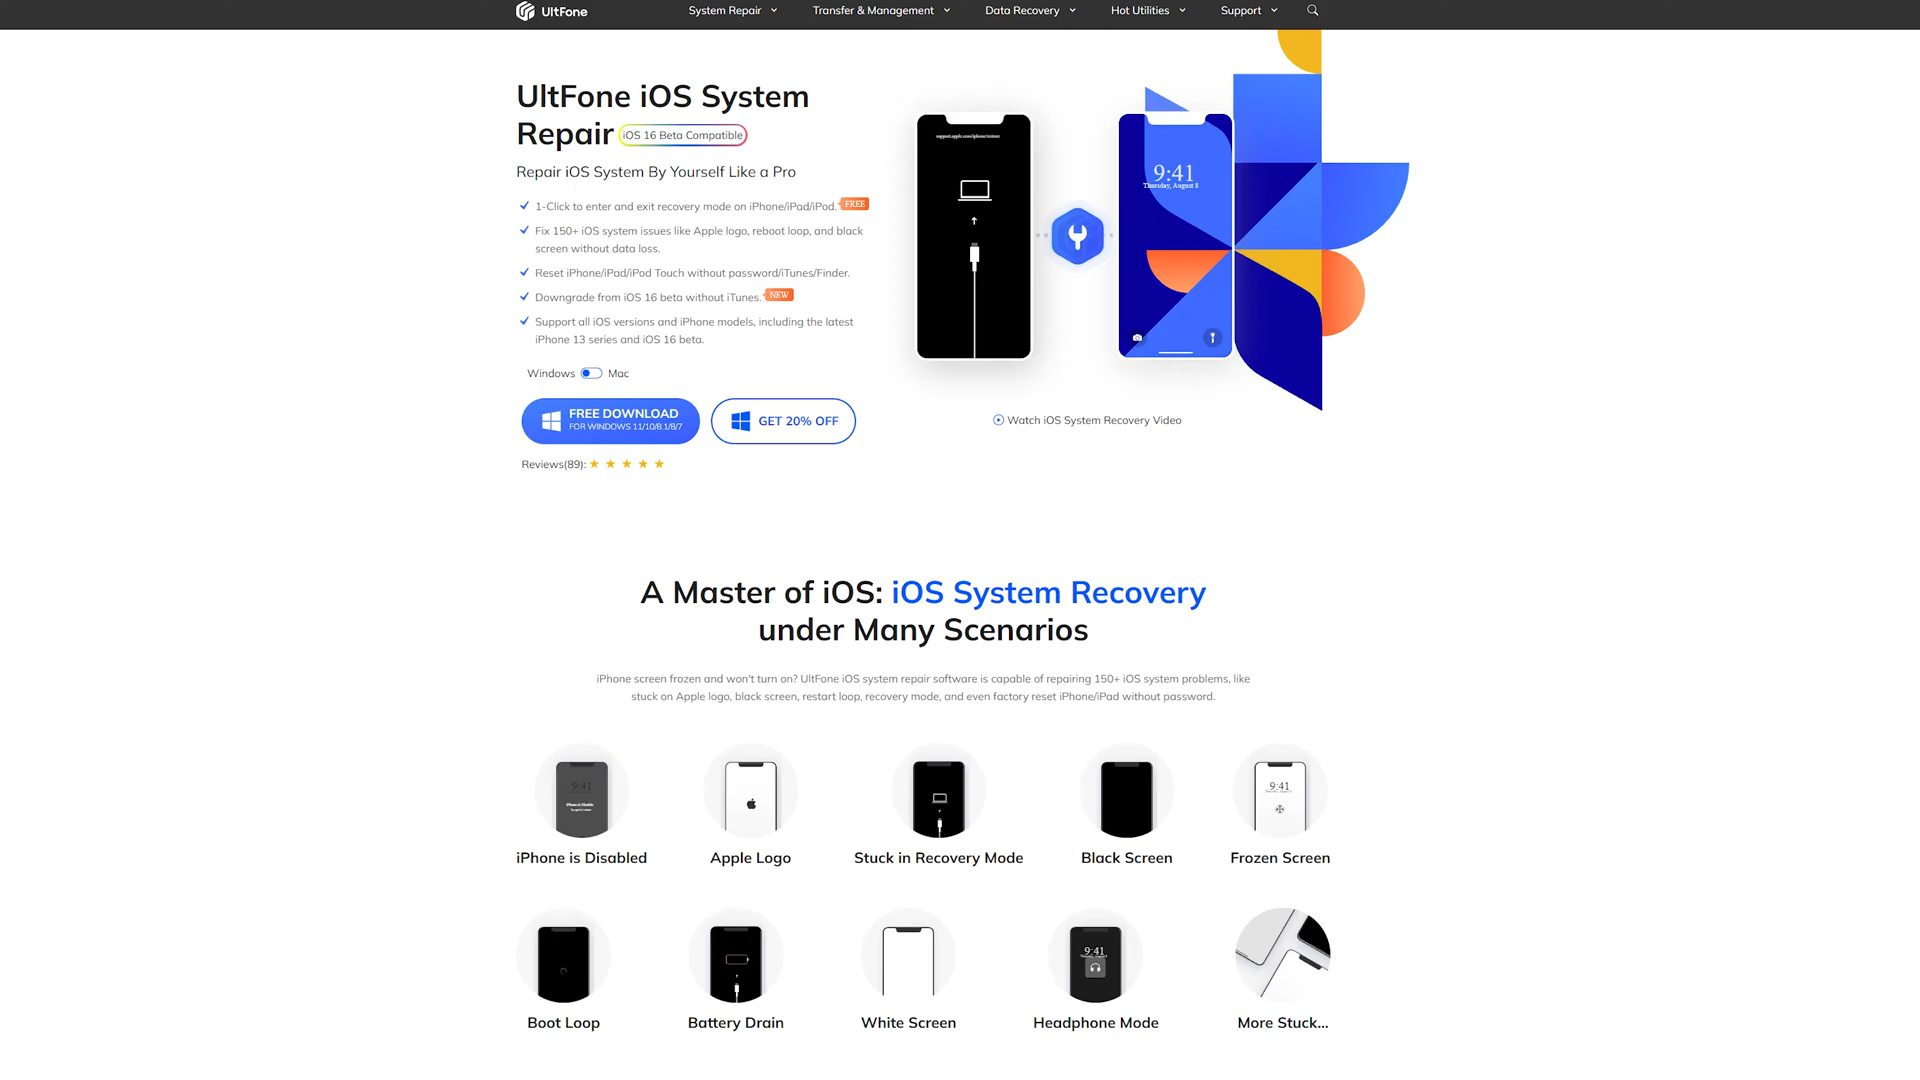 UltFone
System Repair
Transfer & Management
Data Recovery
Hot Utilities
Support
UltFone iOS System
Repair iOS 16 Beta Compatible
Repair iOS System By Yourself Like a Pro
1-Click to enter and exit recovery mode on iPhone/iPad/iPod. FREE
Fix 150+ iOS system issues like Apple logo, reboot loop, and black
screen without data loss.
Reset iPhone/iPad/iPod Touch without password/iTunes/Finder.
Downgrade from iOS 16 beta without iTunes. NEW
Support all iOS versions and iPhone models, including the latest
iPhone 13 series and iOS 16 beta.
Windows Mac
FREE DOWNLOAD
FOR WINDOWS 11/10/8.1/8/7
GET 20% OFF
Reviews(89):
support.apple.com/iphone/restore
9:41
Thursday, August 8
Watch iOS System Recovery Video
A Master of iOS: iOS System Recovery
under Many Scenarios
iPhone screen frozen and won't turn on? UltFone iOS system repair software is capable of repairing 150+ iOS system problems, like
stuck on Apple logo, black screen, restart loop, recovery mode, and even factory reset iPhone/iPad without password.
9:41
iPhone is Disabled
Apple Logo
Stuck in Recovery Mode
Black Screen
9:41
Frozen Screen
Boot Loop
Battery Drain
White Screen
9:41
Headphone Mode
More Stuck...